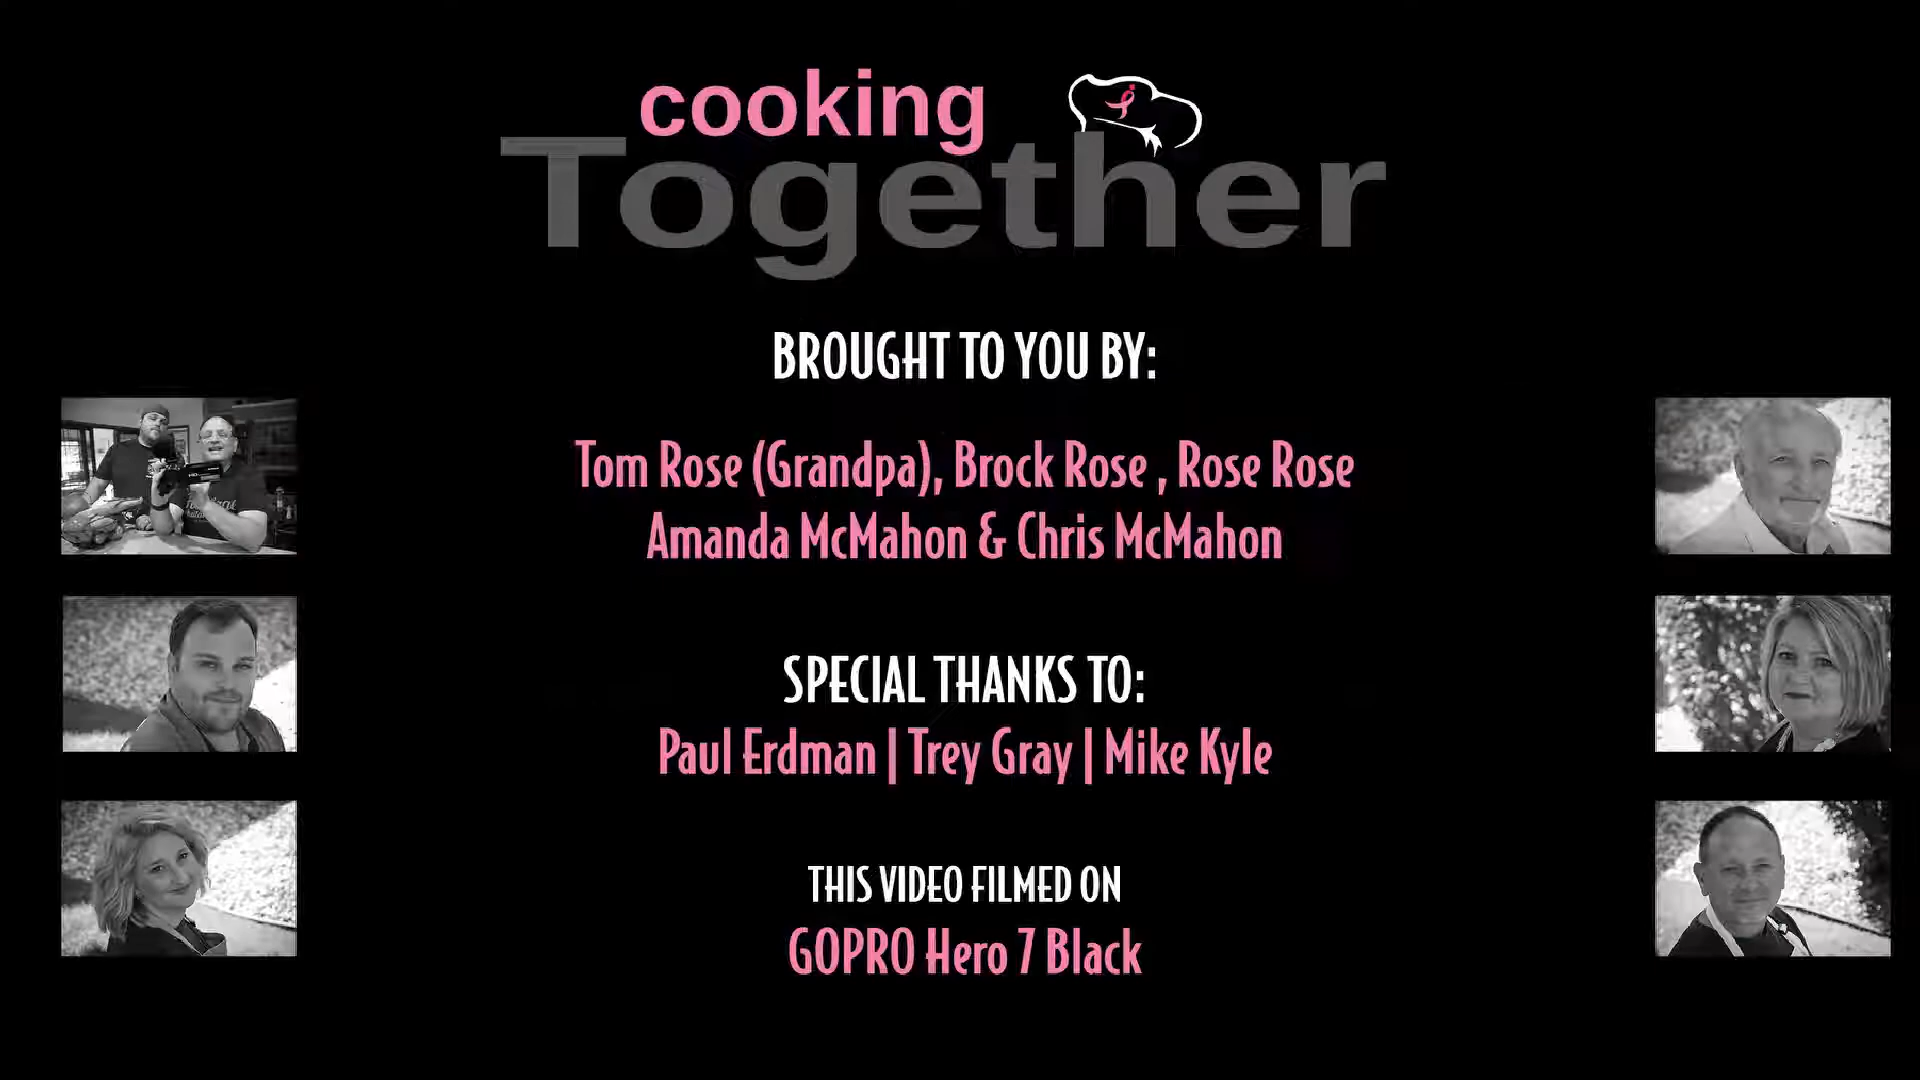 cooking
Together
BROUGHT TO YOU BY:
Tom Rose (Grandpa), Brock Rose , Rose Rose
Amanda McMahon & Chris McMahon
SPECIAL THANKS TO:
Paul Erdman | Trey Gray | Mike Kyle
THIS VIDEO FILMED ON
GOPRO Hero 7 Black